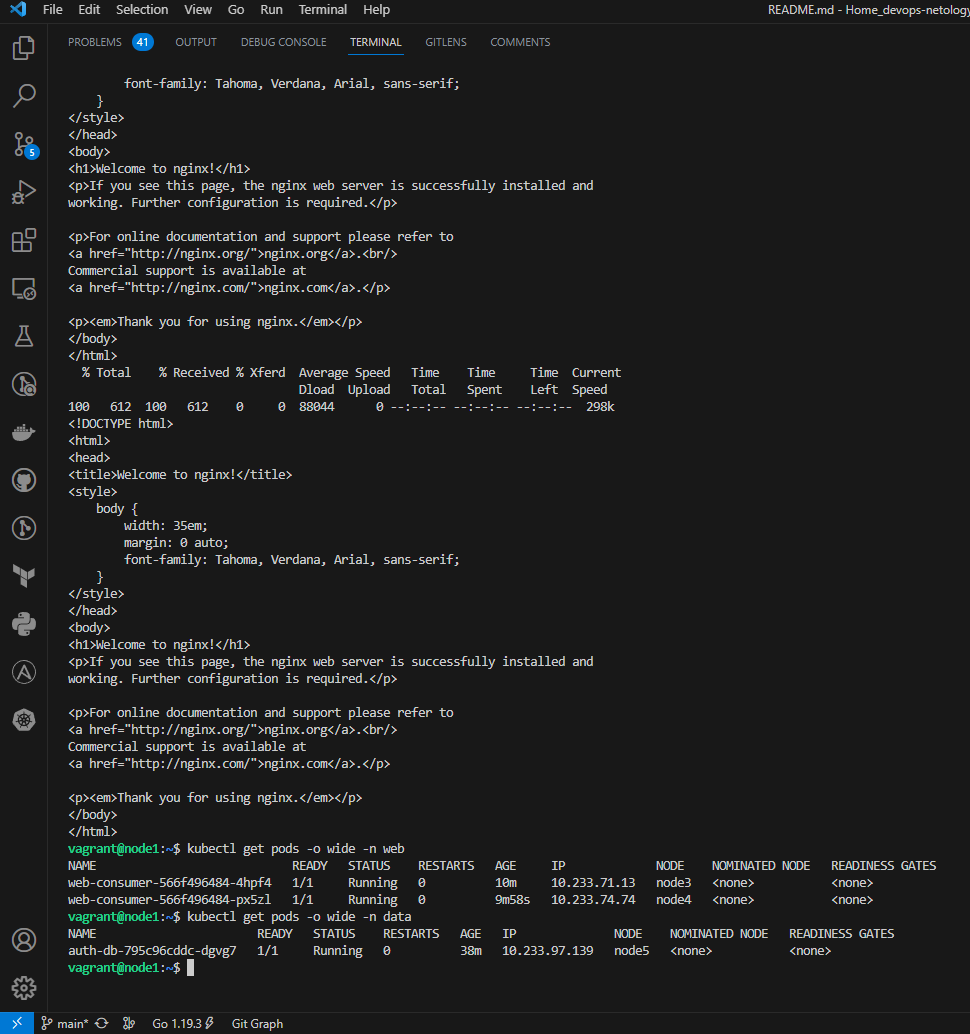 File Edit Selection View Go Run Terminal Help README.md - Home_devops-netology
PROBLEMS 41 OUTPUT DEBUG CONSOLE TERMINAL GITLENS COMMENTS
        font-family: Tahoma, Verdana, Arial, sans-serif;
    }
</style>
</head>
<body>
<h1>Welcome to nginx!</h1>
<p>If you see this page, the nginx web server is successfully installed and
working. Further configuration is required.</p>

<p>For online documentation and support please refer to
<a href="http://nginx.org/">nginx.org</a>.<br/>
Commercial support is available at
<a href="http://nginx.com/">nginx.com</a>.</p>

<p><em>Thank you for using nginx.</em></p>
</body>
</html>
  % Total    % Received % Xferd  Average Speed   Time    Time     Time  Current
                                 Dload  Upload   Total   Spent    Left  Speed
100   612  100   612    0     0  88044      0 --:--:-- --:--:-- --:--:--  298k
<!DOCTYPE html>
<html>
<head>
<title>Welcome to nginx!</title>
<style>
    body {
        width: 35em;
        margin: 0 auto;
        font-family: Tahoma, Verdana, Arial, sans-serif;
    }
</style>
</head>
<body>
<h1>Welcome to nginx!</h1>
<p>If you see this page, the nginx web server is successfully installed and
working. Further configuration is required.</p>

<p>For online documentation and support please refer to
<a href="http://nginx.org/">nginx.org</a>.<br/>
Commercial support is available at
<a href="http://nginx.com/">nginx.com</a>.</p>

<p><em>Thank you for using nginx.</em></p>
</body>
</html>
vagrant@node1:~$ kubectl get pods -o wide -n web
NAME                            READY   STATUS    RESTARTS   AGE     IP             NODE    NOMINATED NODE   READINESS GATES
web-consumer-566f496484-4hpf4   1/1     Running   0          10m     10.233.71.13   node3   <none>           <none>
web-consumer-566f496484-px5zl   1/1     Running   0          9m58s   10.233.74.74   node4   <none>           <none>
vagrant@node1:~$ kubectl get pods -o wide -n data
NAME                       READY   STATUS    RESTARTS   AGE   IP              NODE    NOMINATED NODE   READINESS GATES
auth-db-795c96cddc-dgvg7   1/1     Running   0          38m   10.233.97.139   node5   <none>           <none>
vagrant@node1:~$
5
main* Go 1.19.3 Git Graph